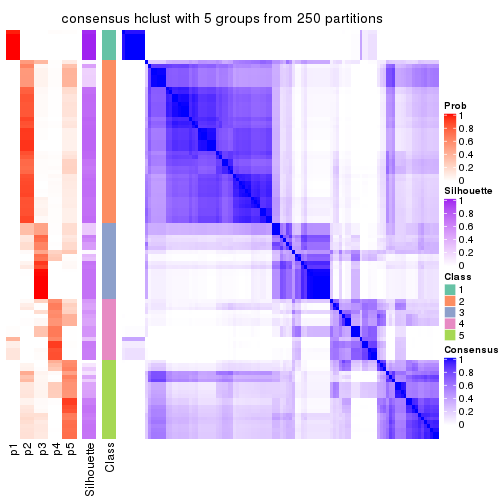 consensus hclust with 5 groups from 250 partitions
Prob
1
0.8
0.6
0.4
0.2
0
Silhouette
1
0.8
0.6
0.4
0.2
0
Class
1
2
3
4
5
Consensus
1
0.8
0.6
0.4
0.2
0
p1
p2
p3
p4
p5
Silhouette
Class